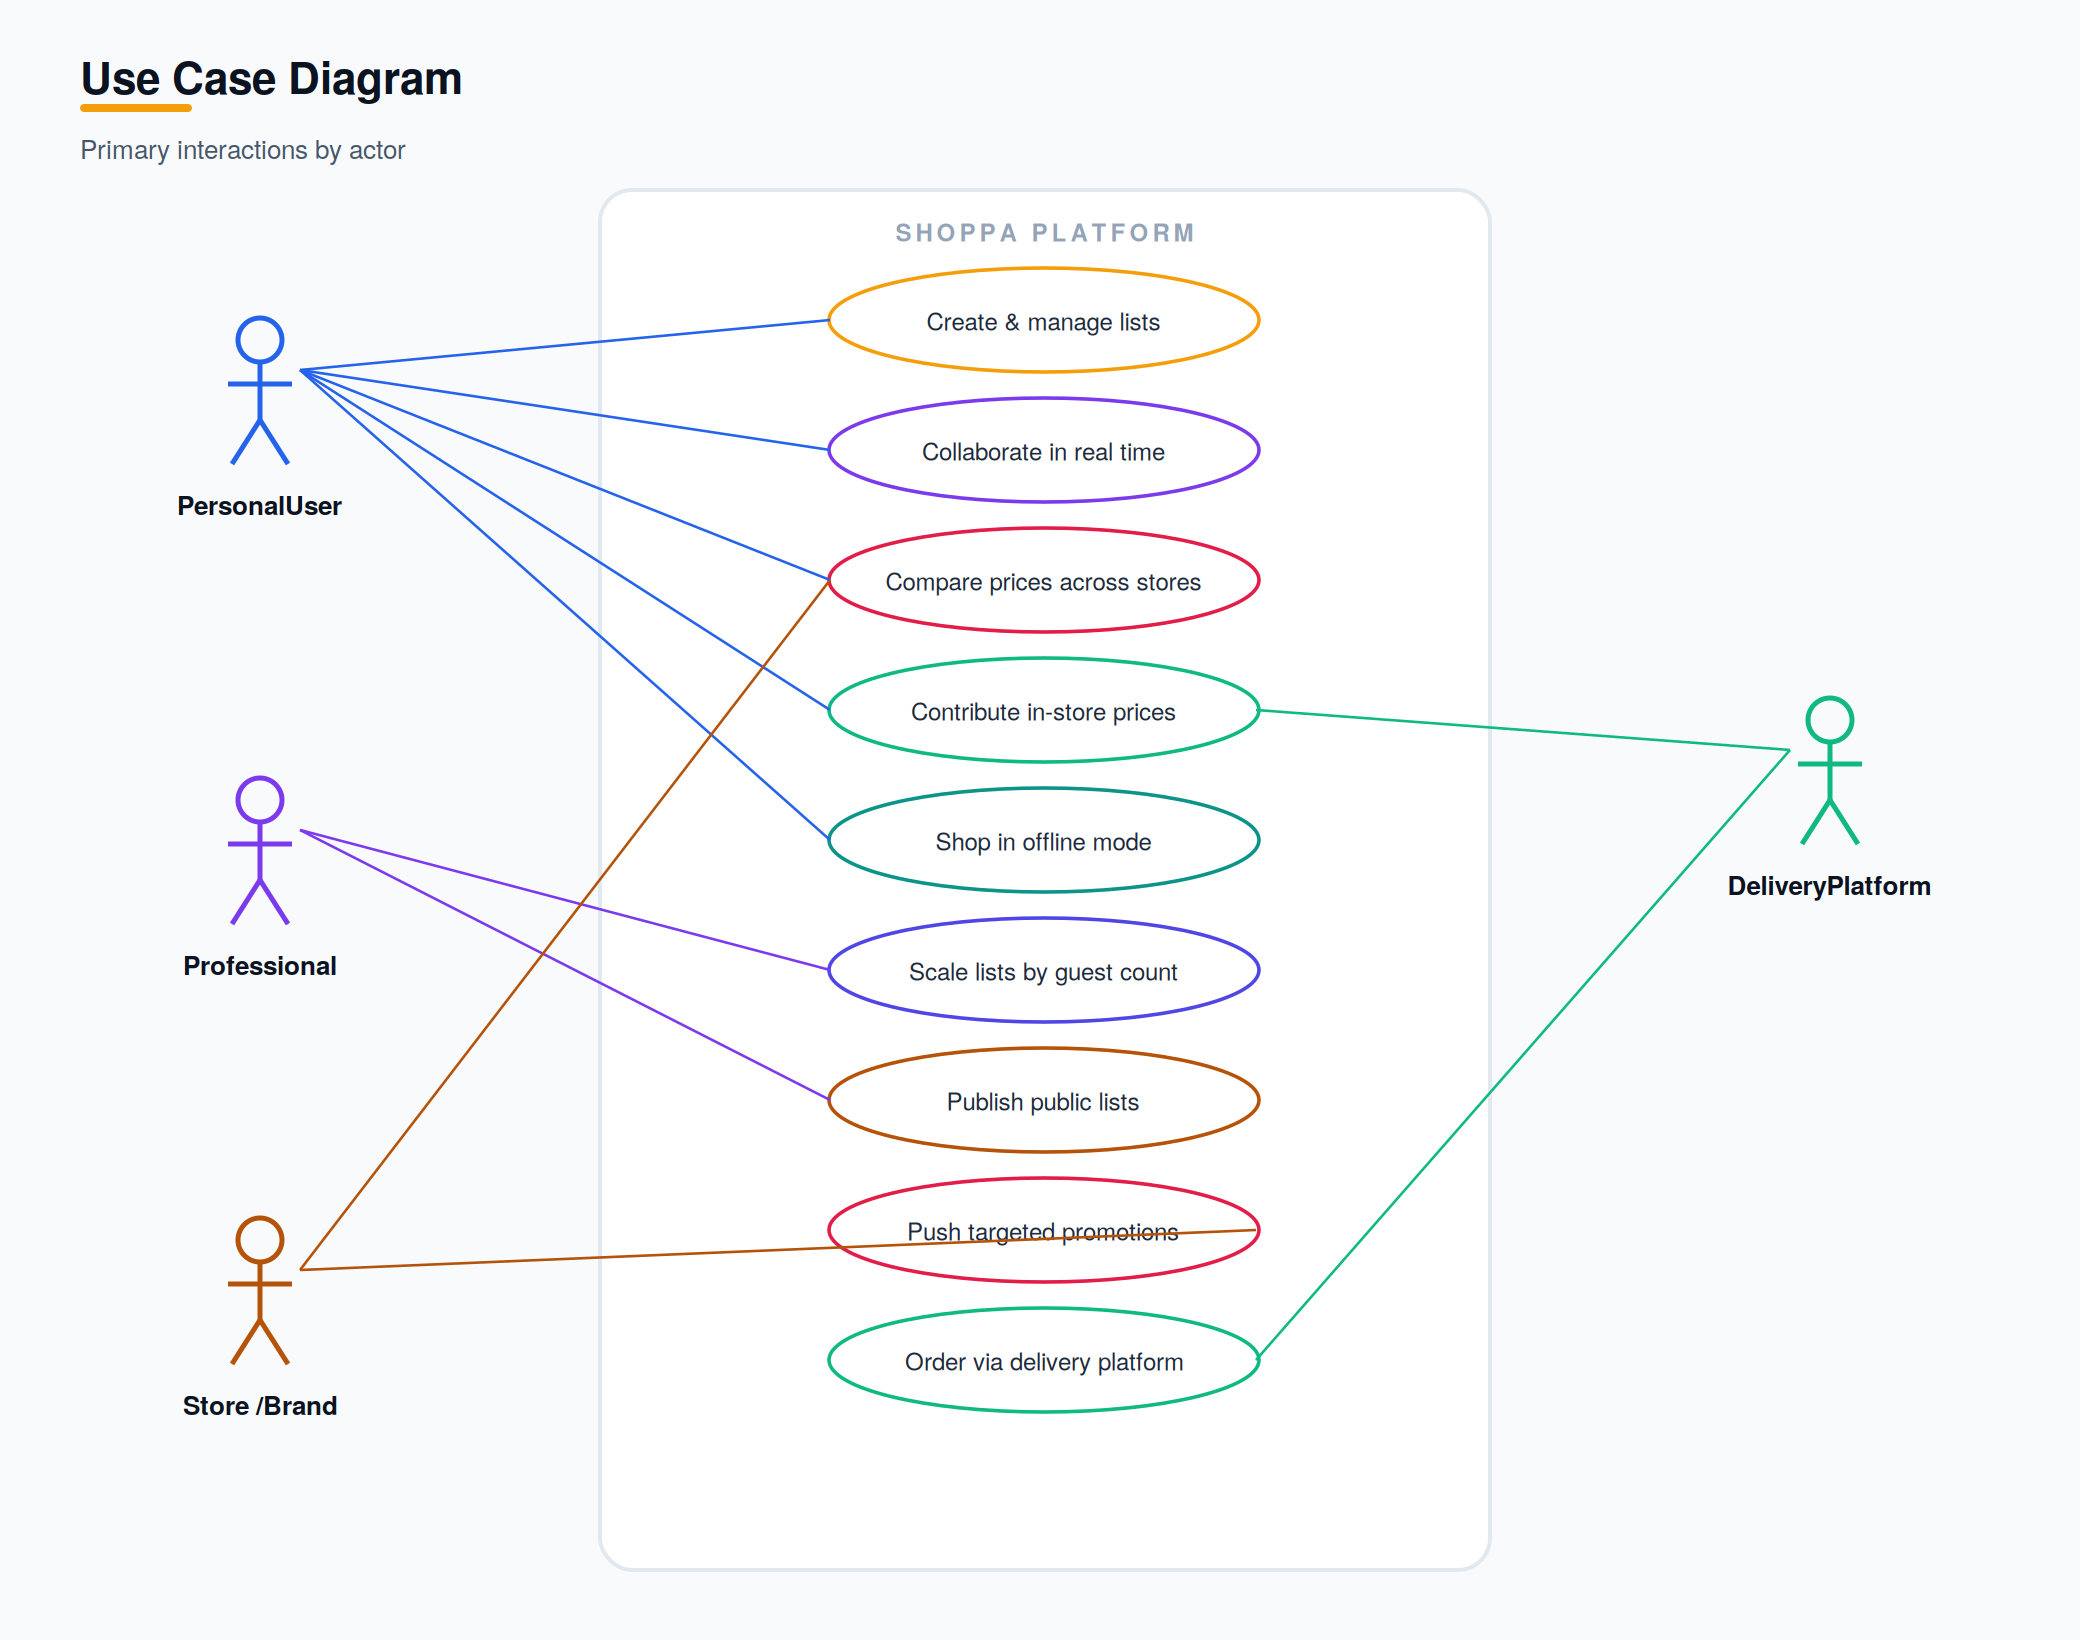 Use Case Diagram
Primary interactions by actor
SHOPPA PLATFORM
Create & manage lists
Collaborate in real time
PersonalUser
Compare prices across stores
Contribute in-store prices
Shop in offline mode
DeliveryPlatform
Professional
Scale lists by guest count
Publish public lists
Push targeted promotions
Order via delivery platform
Store /Brand